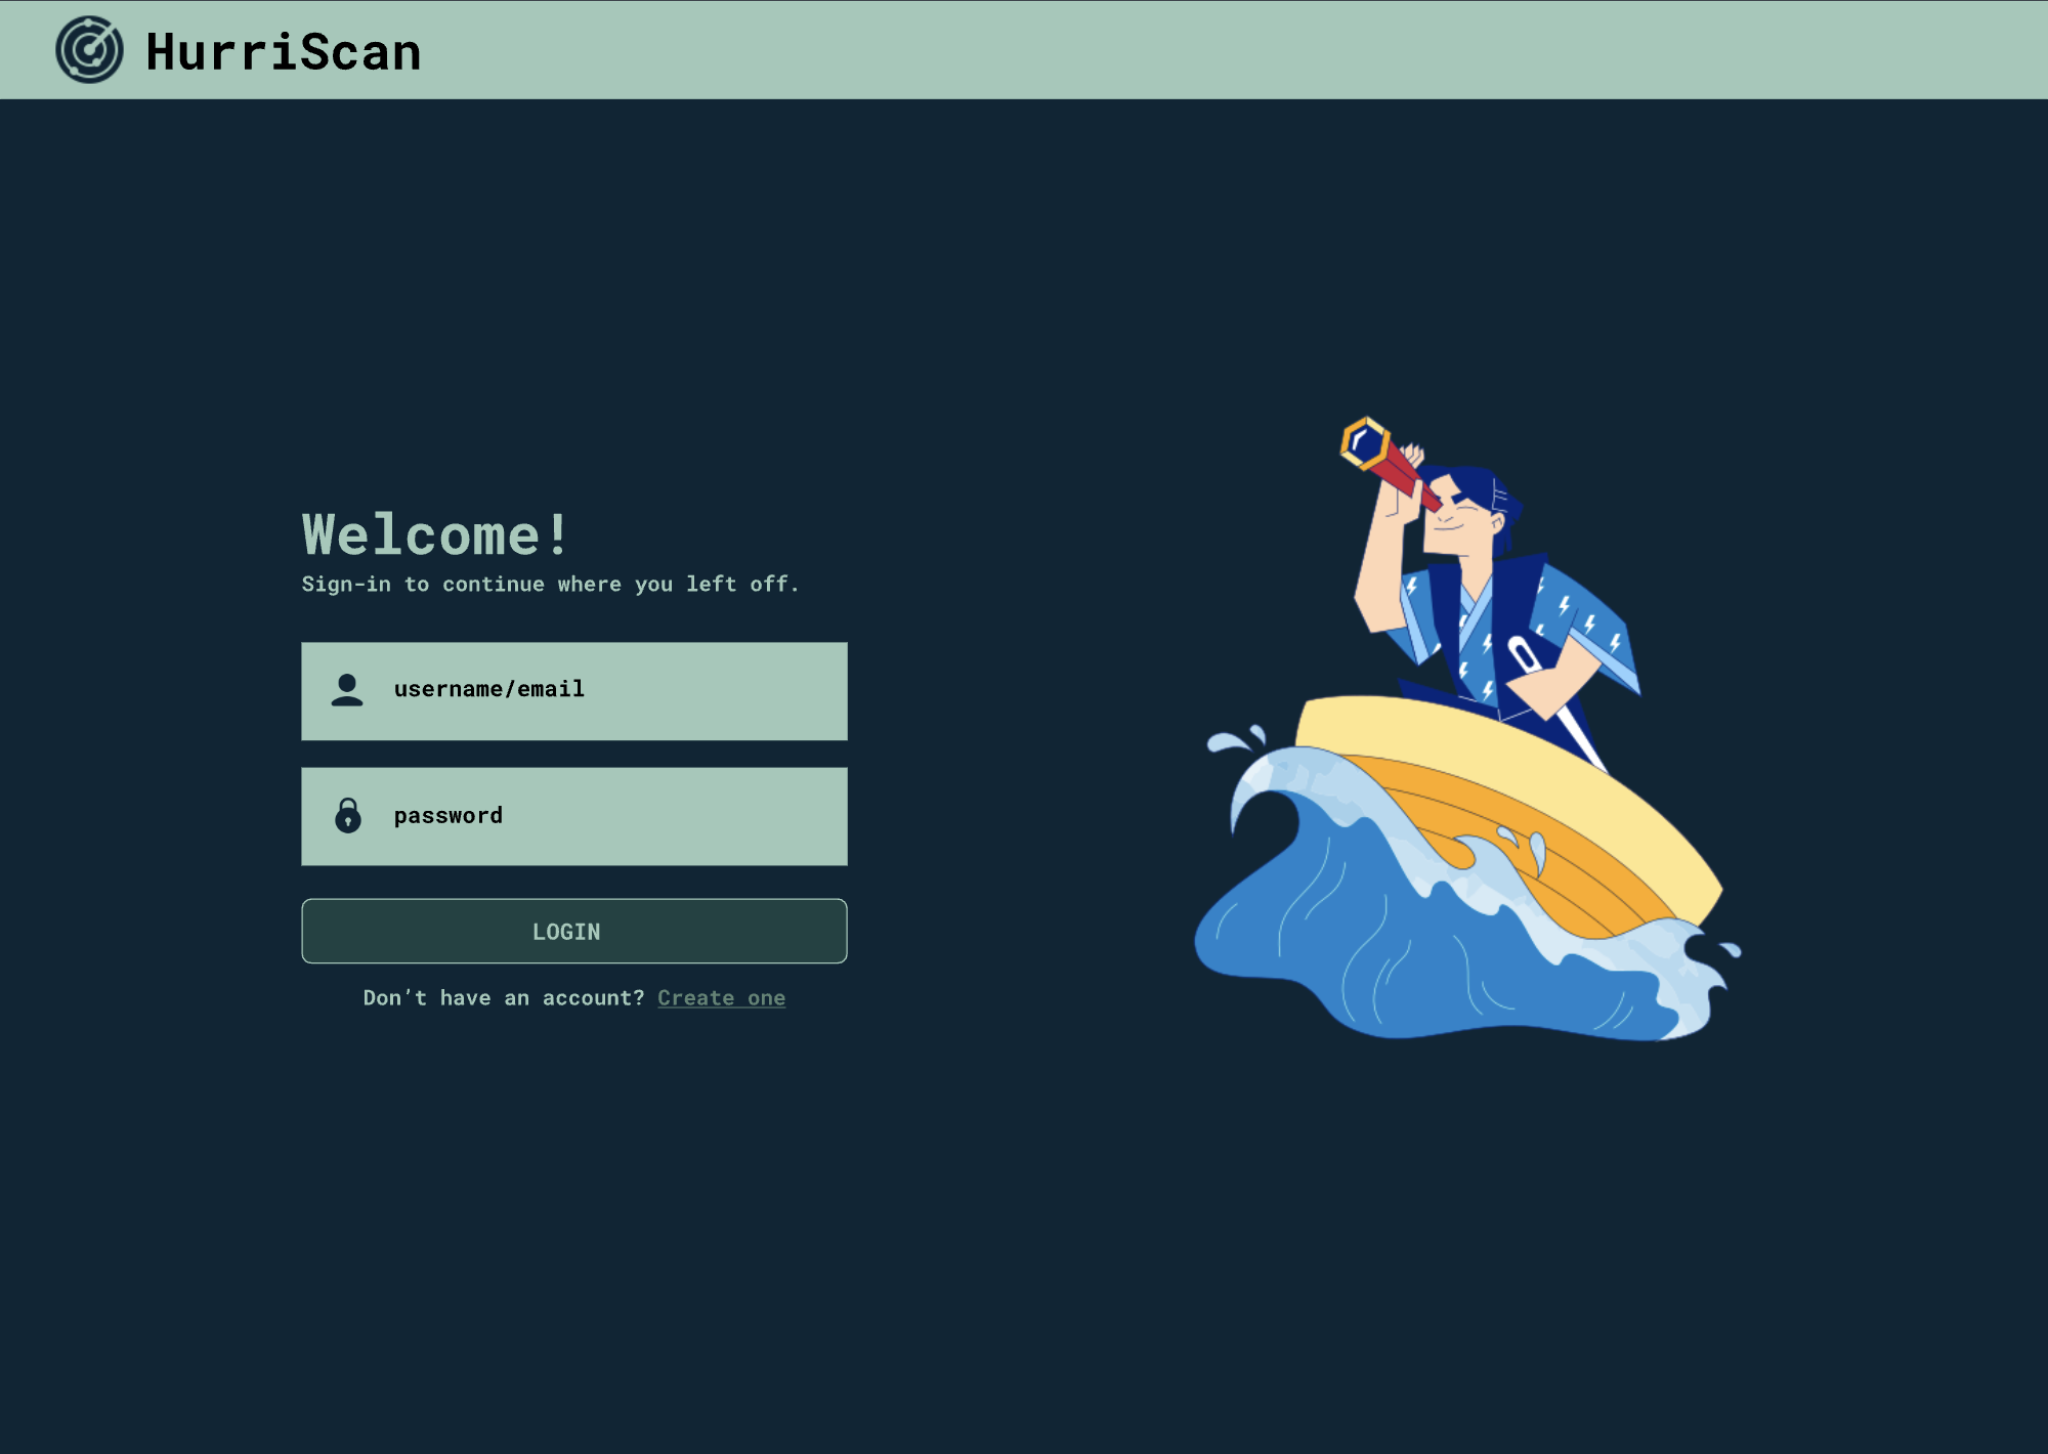 HurriScan
Welcome!
Sign-in to continue where you left off.
username/email
password
LOGIN
Don’t have an account? Create one